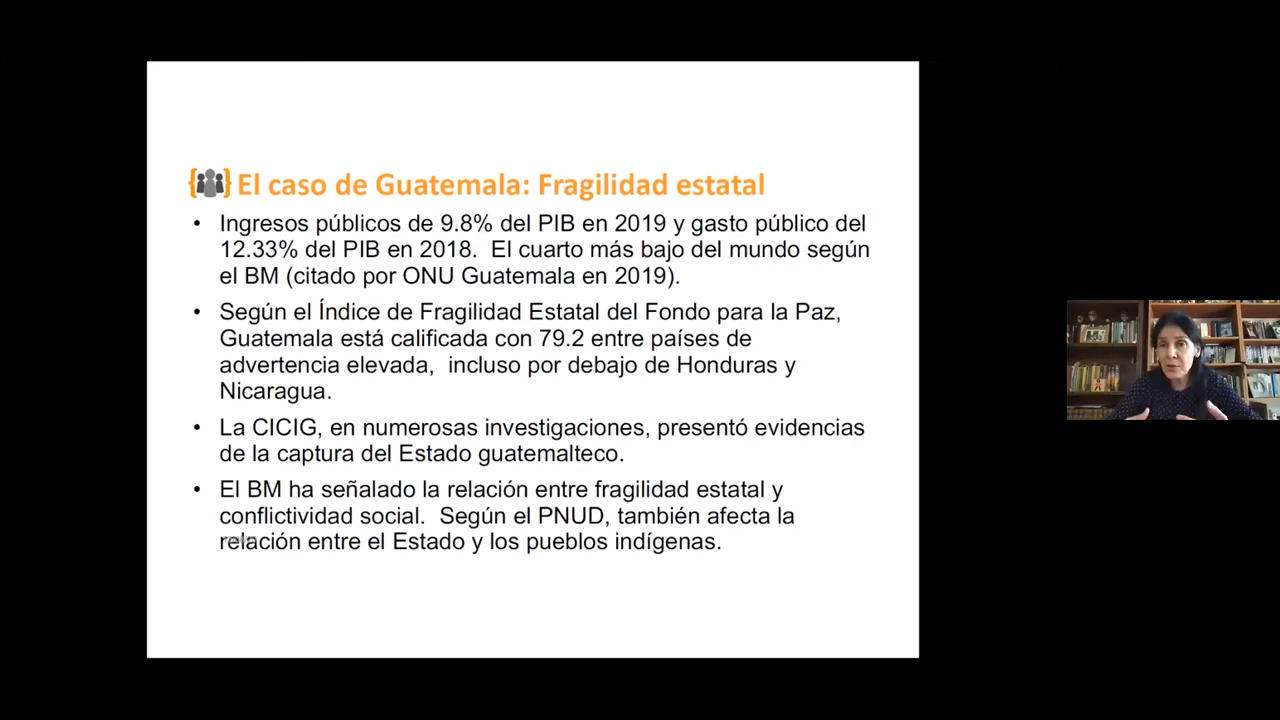 El caso de Guatemala: Fragilidad estatal
• Ingresos públicos de 9.8% del PIB en 2019 y gasto público del
12.33% del PIB en 2018. El cuarto más bajo del mundo según
el BM (citado por ONU Guatemala en 2019).
• Según el Índice de Fragilidad Estatal del Fondo para la Paz,
Guatemala está calificada con 79.2 entre países de
advertencia elevada, incluso por debajo de Honduras y
Nicaragua.
• La CICIG, en numerosas investigaciones, presentó evidencias
de la captura del Estado guatemalteco.
• El BM ha señalado la relación entre fragilidad estatal y
conflictividad social. Según el PNUD, también afecta la
relación entre el Estado y los pueblos indígenas.